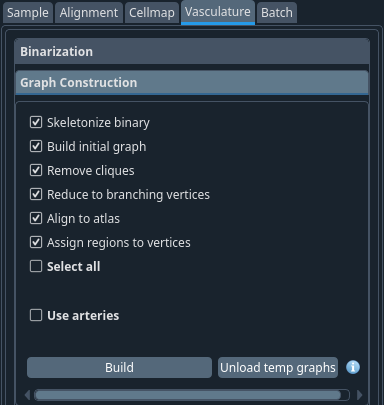 Sample Alignment Cellmap Vasculature Batch
Binarization
Graph Construction
Skeletonize binary
Build initial graph
Remove cliques
Reduce to branching vertices
Align to atlas
Assign regions to vertices
Select all
Use arteries
Build Unload temp graphs i